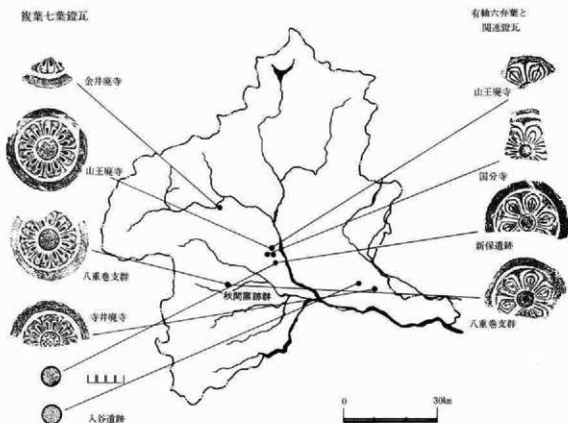 複葉七葉鐙瓦
金井廃寺
山王廃寺
八重巻支群
寺井廃寺
入谷遺跡
秋間窯跡群
有軸六弁葉と
関連鐙瓦
山王廃寺
国分寺
新保遺跡
八重巻支群
0 30km